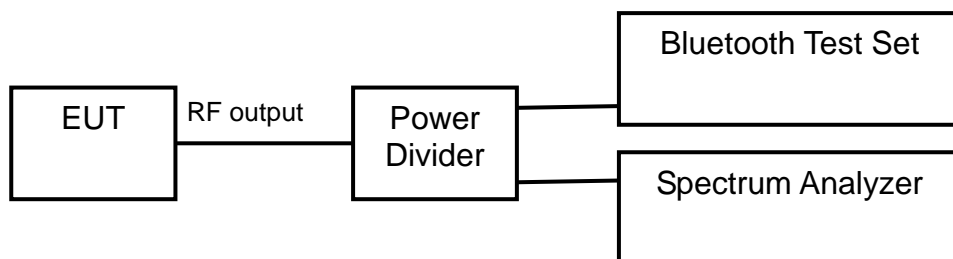 EUT
RF output
Power
Divider
Bluetooth Test Set
Spectrum Analyzer